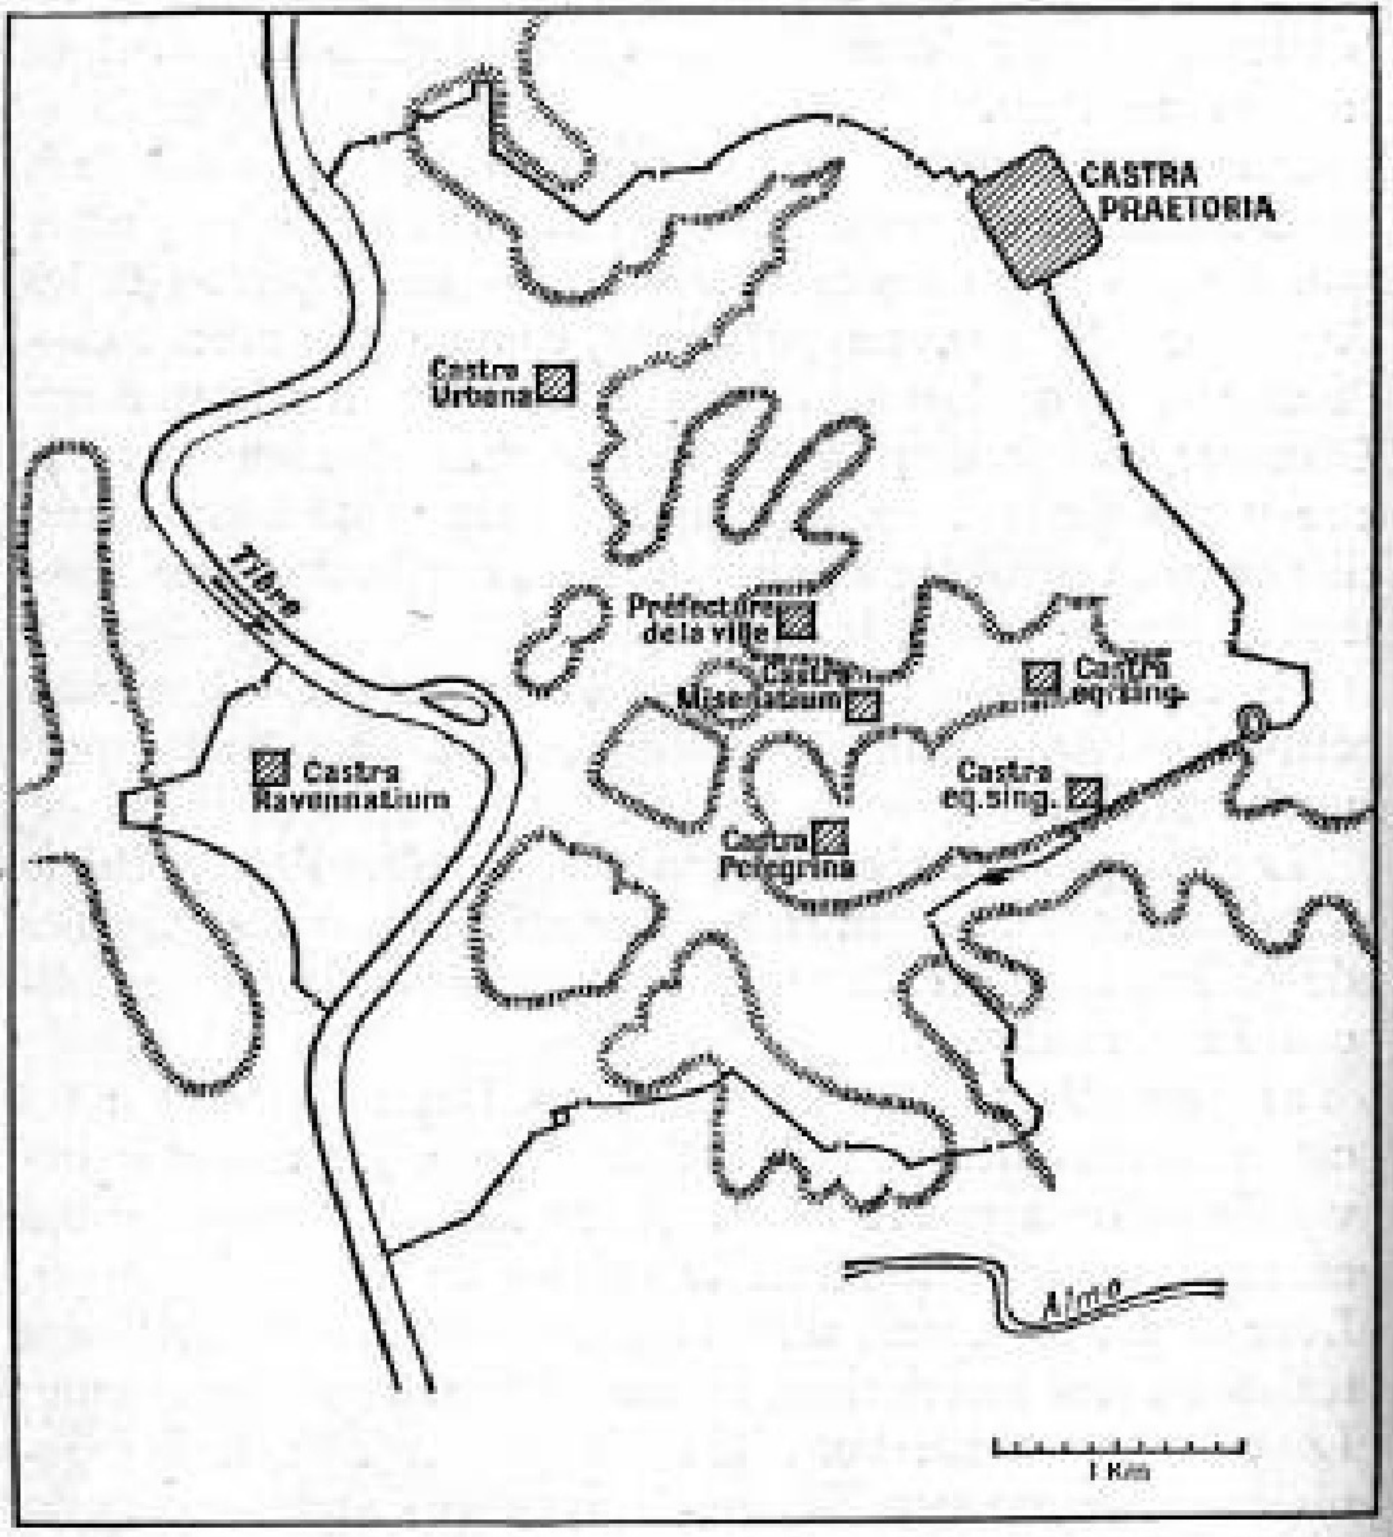 CASTRA
PRAETORIA
Castra
Urbana
Tibre
Préfecture
de la ville
Castra
Misenatium
Castra
eq.sing.
Castra
Ravennatium
Castra
eq.sing.
Castra
Peregrina
Almo
1 Km